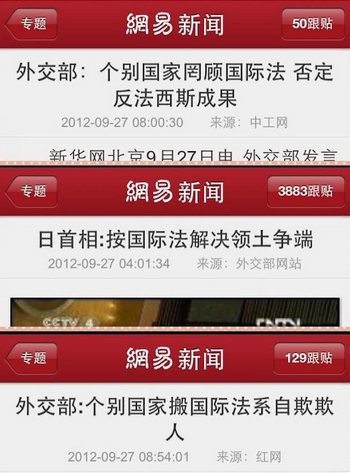 专题
網易新闻
50跟贴
外交部：个别国家罔顾国际法 否定
反法西斯成果
2012-09-27 08:00:30 来源：中工网
新华网北京9月27日电 外交部发言
专题
網易新闻
3883跟贴
日首相:按国际法解决领土争端
2012-09-27 04:01:34 来源：外交部网站
CCTV 4
专题
網易新闻
129跟贴
外交部:个别国家搬国际法系自欺欺
人
2012-09-27 08:54:01 来源：红网